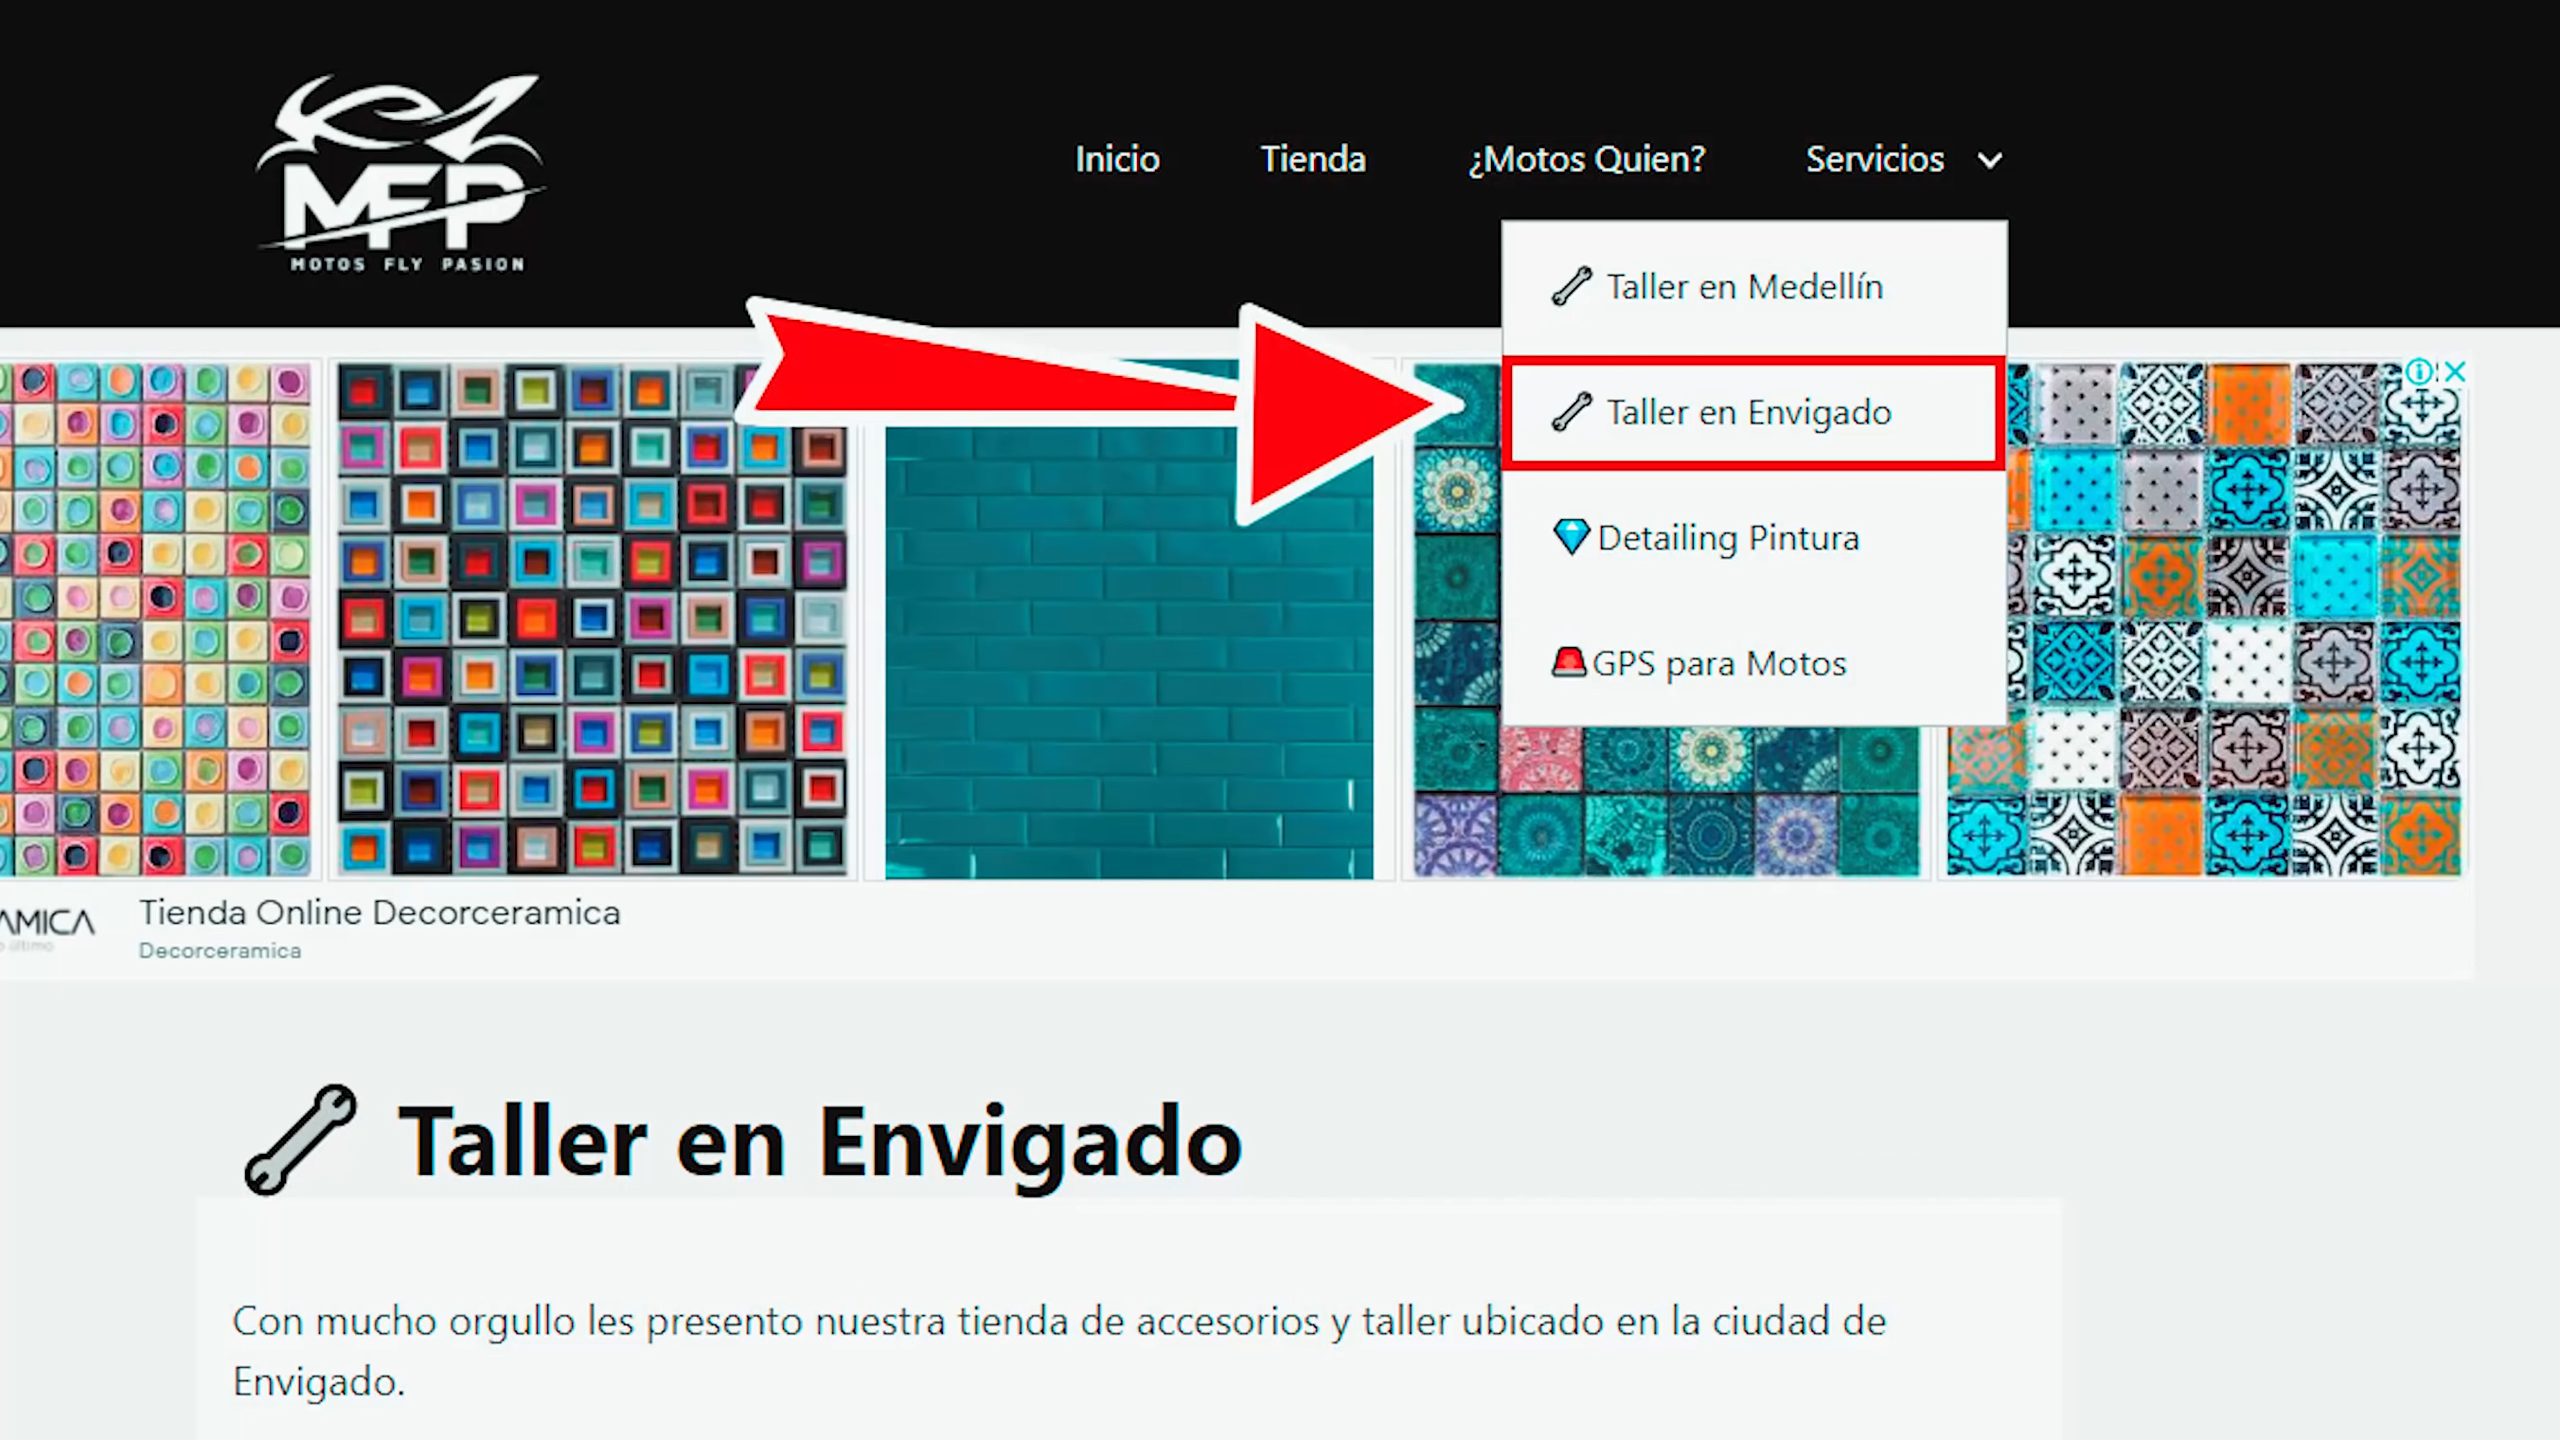 MFP
MOTOS FLY PASION
Inicio
Tienda
¿Motos Quien?
Servicios
Taller en Medellín
Taller en Envigado
Detailing Pintura
GPS para Motos
AMICA
Tienda Online Decorceramica
Decorceramica
Taller en Envigado
Con mucho orgullo les presento nuestra tienda de accesorios y taller ubicado en la ciudad de
Envigado.